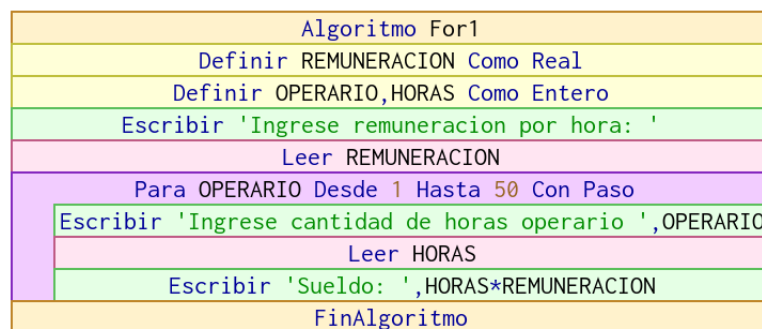 Algoritmo For1
Definir REMUNERACION Como Real
Definir OPERARIO,HORAS Como Entero
Escribir 'Ingrese remuneracion por hora: '
Leer REMUNERACION
Para OPERARIO Desde 1 Hasta 50 Con Paso
Escribir 'Ingrese cantidad de horas operario ',OPERARIO
Leer HORAS
Escribir 'Sueldo: ',HORAS*REMUNERACION
FinAlgoritmo